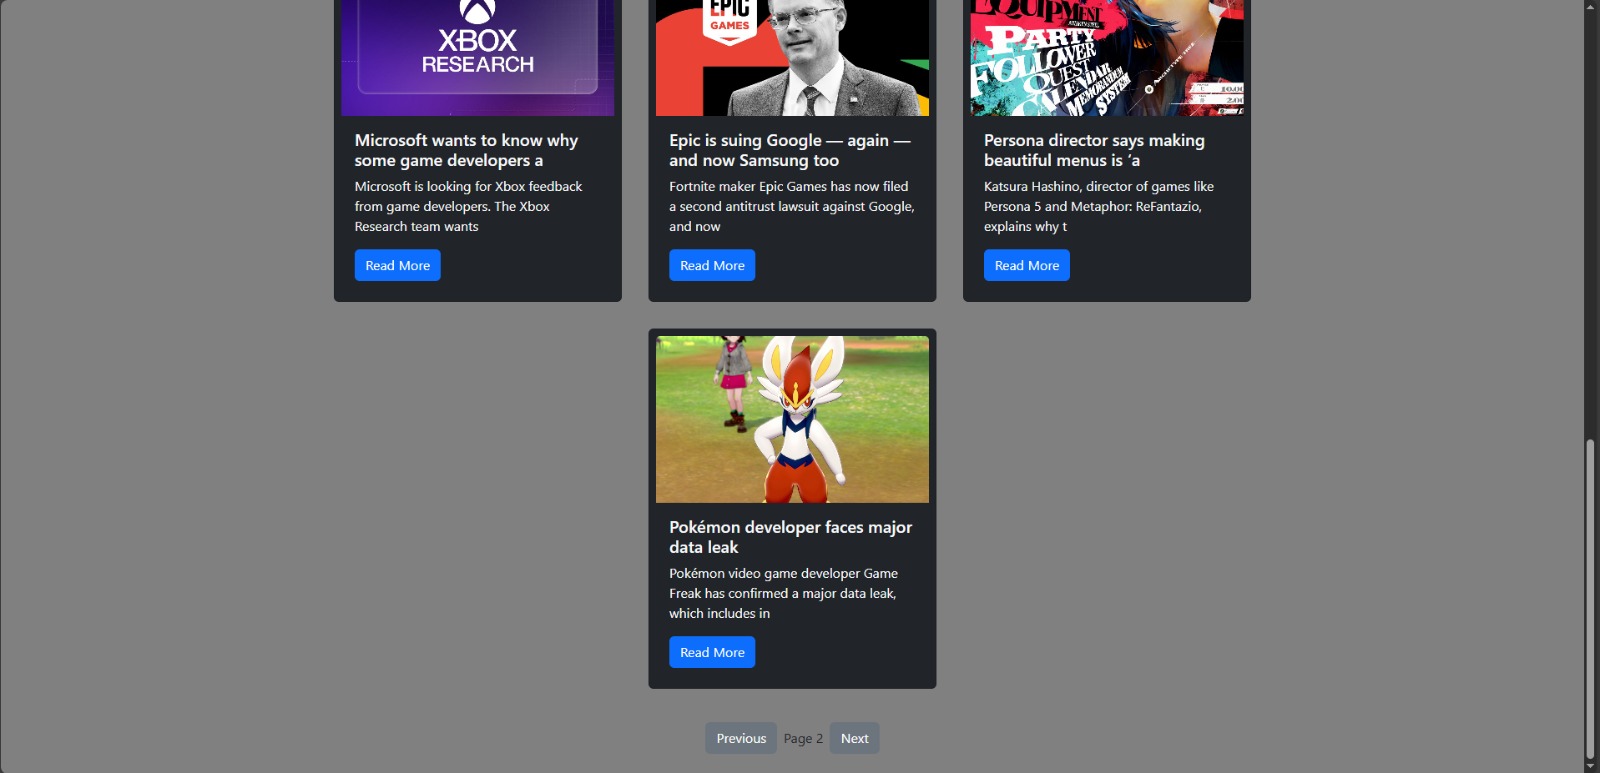 XBOX
RESEARCH
Microsoft wants to know why
some game developers a
Microsoft is looking for Xbox feedback
from game developers. The Xbox
Research team wants
Read More
EPIC
GAMES
Epic is suing Google — again —
and now Samsung too
Fortnite maker Epic Games has now filed
a second antitrust lawsuit against Google,
and now
Read More
EQUIPMENT
PARTY
FOLLOWER
QUEST
CALENDAR
MEMORANDUM
SYSTEM
Persona director says making
beautiful menus is ‘a
Katsura Hashino, director of games like
Persona 5 and Metaphor: ReFantazio,
explains why t
Read More
Pokémon developer faces major
data leak
Pokémon video game developer Game
Freak has confirmed a major data leak,
which includes in
Read More
Previous Page 2 Next